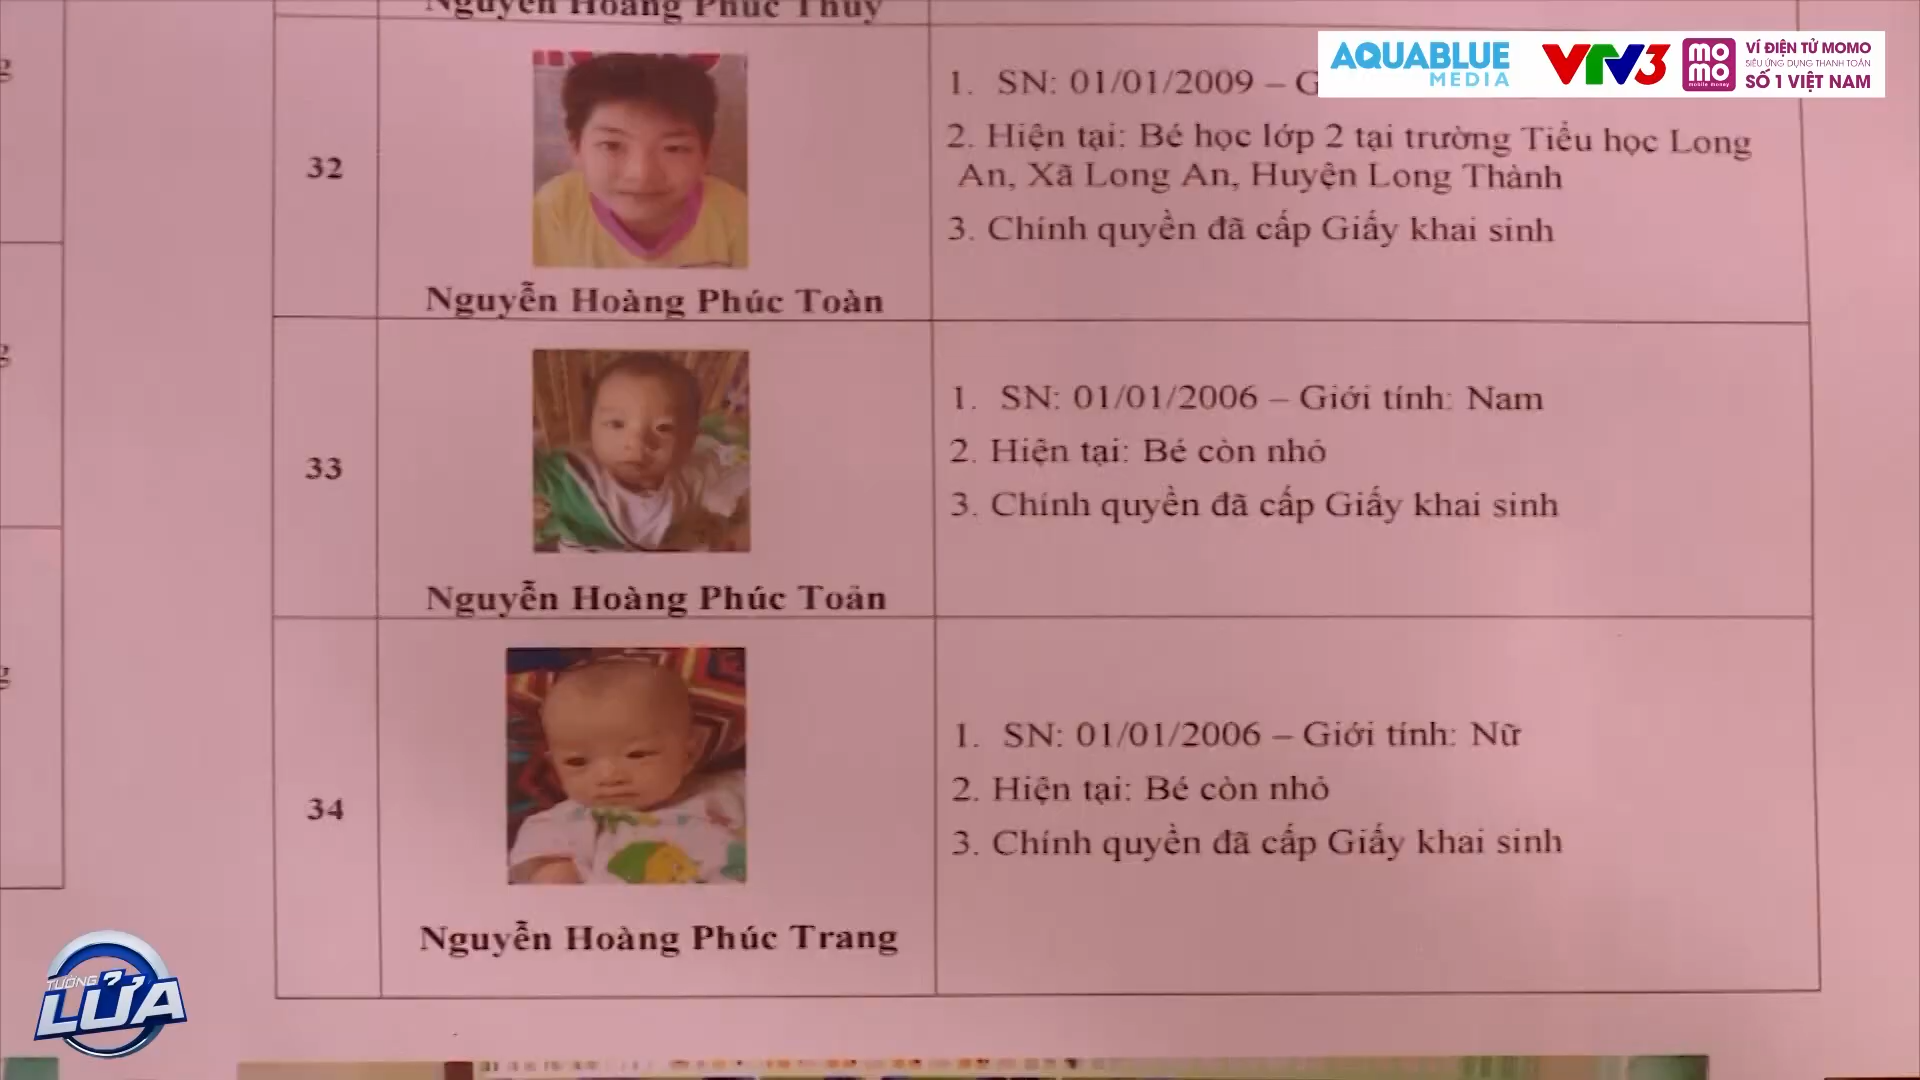 Nguyễn Hoàng Phúc Thủy
AQUABLUE
MEDIA
VTV3
mo
mo
mobile money
VÍ ĐIỆN TỬ MOMO
SIÊU ỨNG DỤNG THANH TOÁN
SỐ 1 VIỆT NAM
32
Nguyễn Hoàng Phúc Toàn
1. SN: 01/01/2009 – G
2. Hiện tại: Bé học lớp 2 tại trường Tiểu học Long
An, Xã Long An, Huyện Long Thành
3. Chính quyền đã cấp Giấy khai sinh
33
Nguyễn Hoàng Phúc Toản
1. SN: 01/01/2006 – Giới tính: Nam
2. Hiện tại: Bé còn nhỏ
3. Chính quyền đã cấp Giấy khai sinh
34
Nguyễn Hoàng Phúc Trang
1. SN: 01/01/2006 – Giới tính: Nữ
2. Hiện tại: Bé còn nhỏ
3. Chính quyền đã cấp Giấy khai sinh
TƯỜNG
LỬA